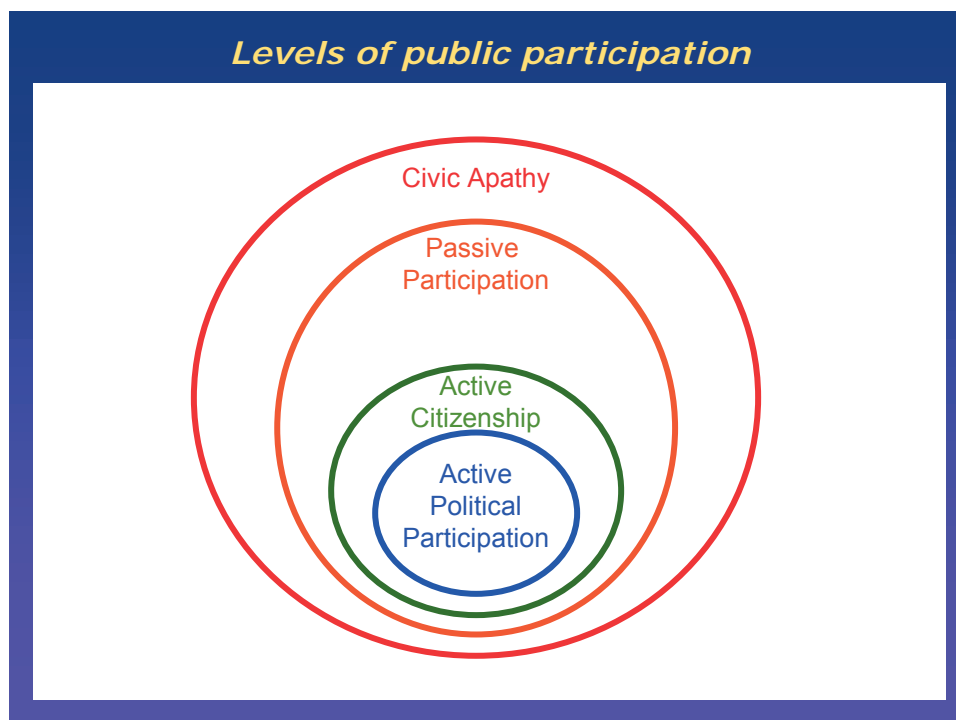 Levels of public participation
Civic Apathy
Passive
Participation
Active
Citizenship
Active
Political
Participation